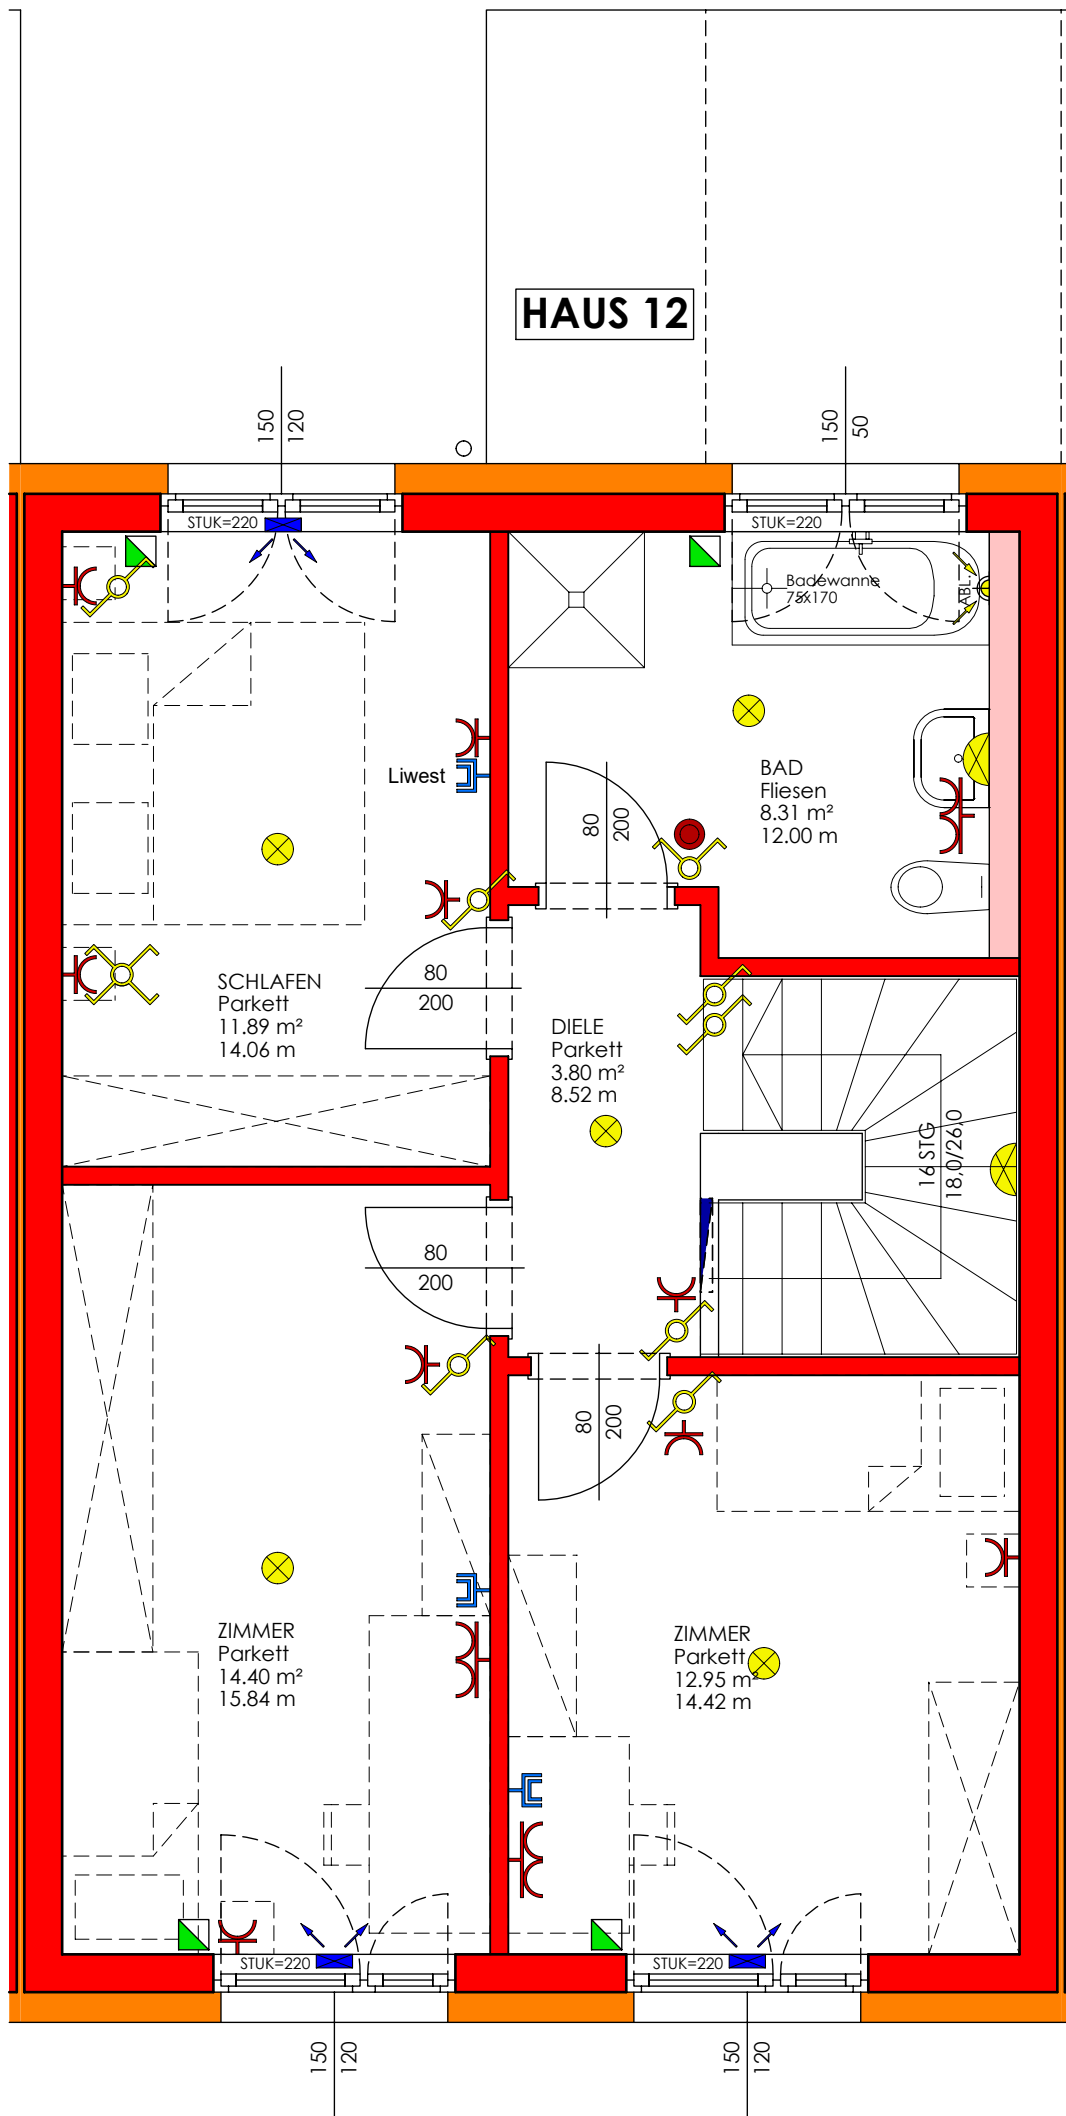 HAUS 12
150
120
150
50
STUK=220
STUK=220
Badewanne
75x170
ABL.
Liwest
BAD
Fliesen
8.31 m²
12.00 m
80
200
SCHLAFEN
Parkett
11.89 m²
14.06 m
80
200
DIELE
Parkett
3.80 m²
8.52 m
16 STG
18,0/26,0
80
200
80
200
ZIMMER
Parkett
14.40 m²
15.84 m
ZIMMER
Parkett
12.95 m²
14.42 m
STUK=220
STUK=220
150
120
150
120